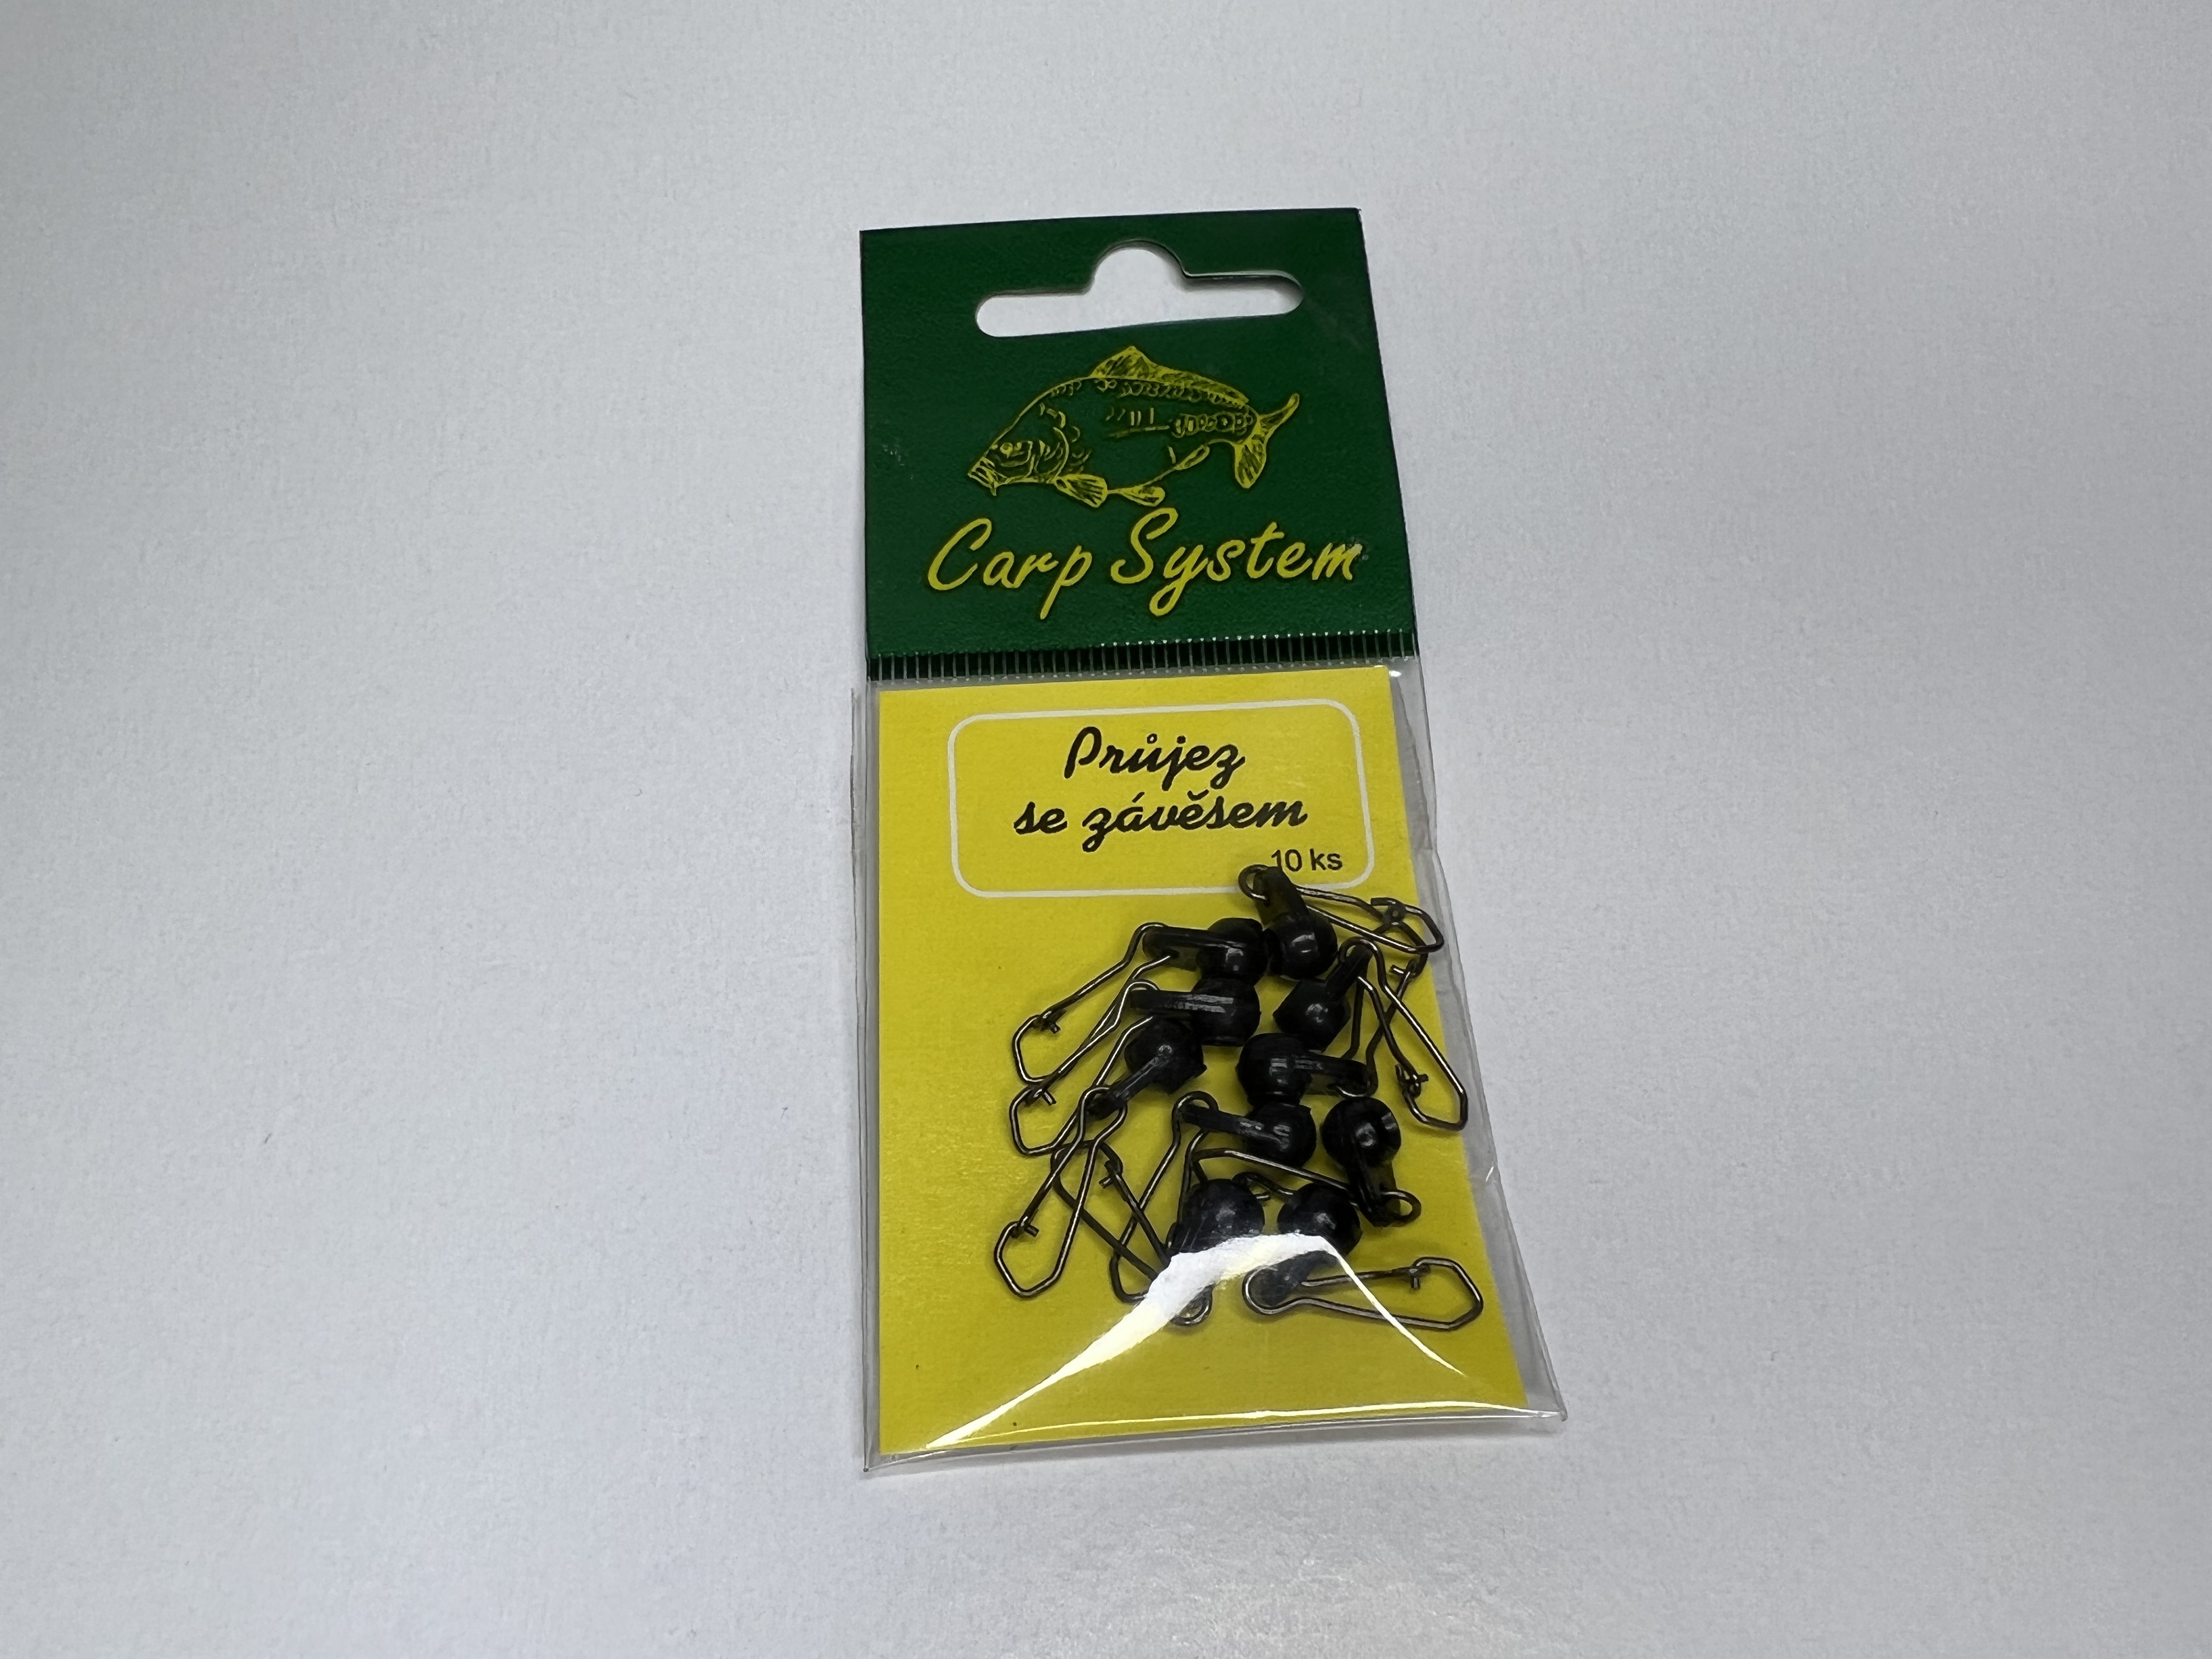 Carp System
Průjez
se závěsem
10 ks